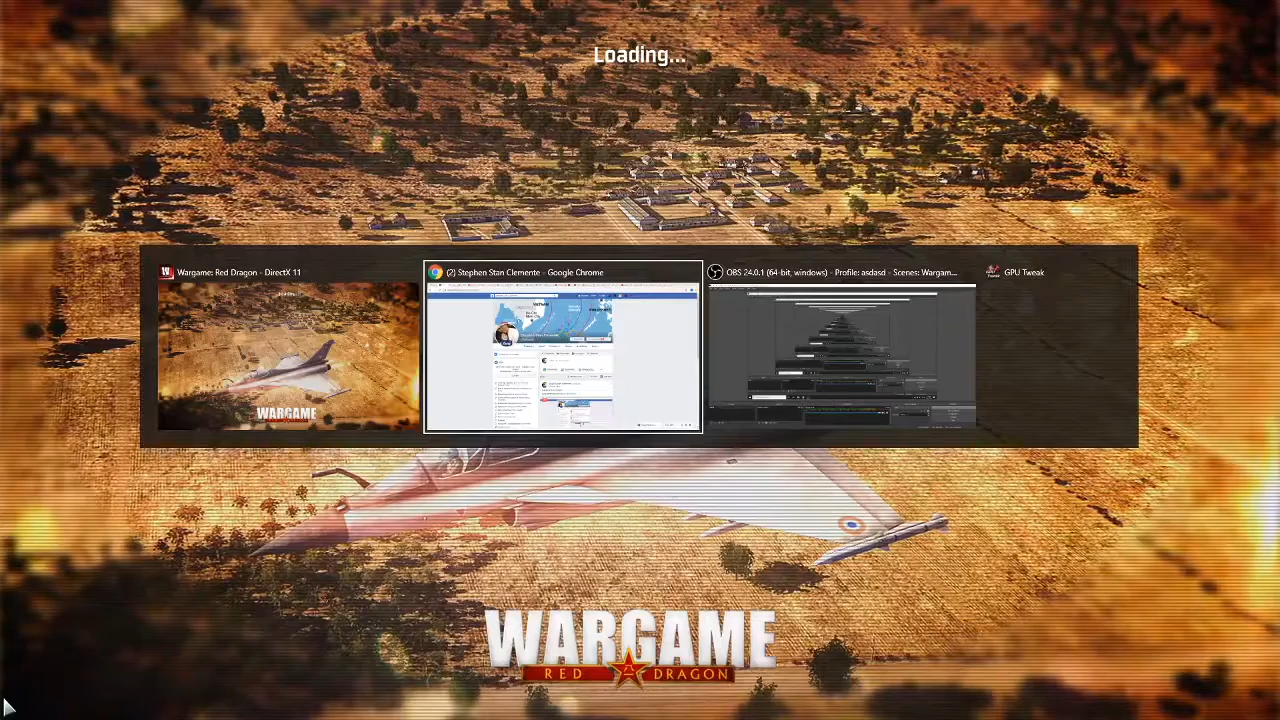 Loading...
Wargame: Red Dragon - DirectX 11
(2) Stephen Stan Clemente - Google Chrome
OBS 24.0.1 (64-bit, windows) - Profile: asdasd - Scenes: Wargam...
GPU Tweak
WARGAME
WARGAME
RED DRAGON